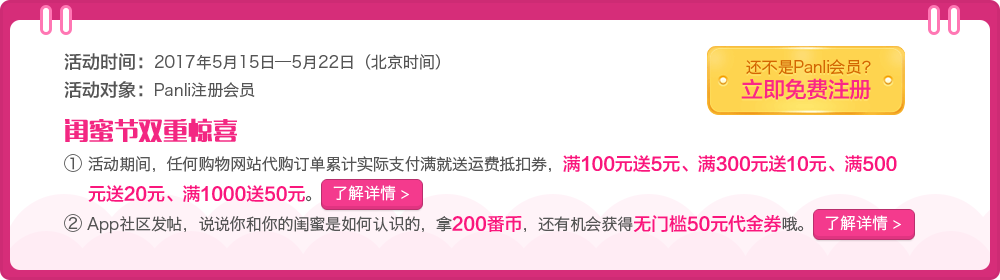 活动时间：2017年5月15日—5月22日（北京时间）
活动对象：Panli注册会员
还不是Panli会员？
立即免费注册
闺蜜节双重惊喜
① 活动期间，任何购物网站代购订单累计实际支付满就送运费抵扣券，满100元送5元、满300元送10元、满500
元送20元、满1000送50元。 了解详情 >
② App社区发帖，说说你和你的闺蜜是如何认识的，拿200番币，还有机会获得无门槛50元代金券哦。 了解详情 >